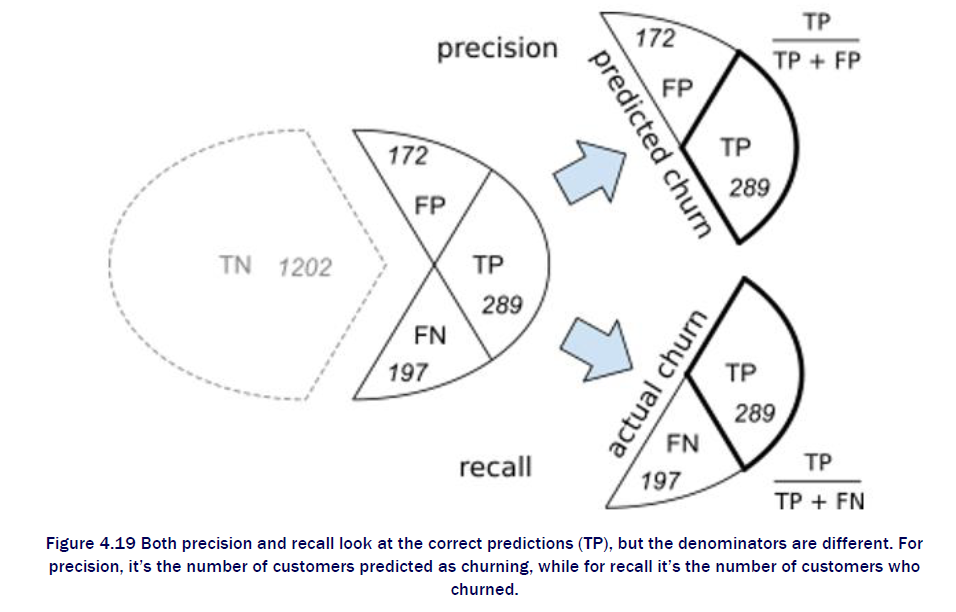 precision
172
FP
predicted churn
TP
289
TP
TP + FP
TN 1202
172
FP
TP
289
FN
197
recall
actual churn
TP
289
FN
197
TP
TP + FN
Figure 4.19 Both precision and recall look at the correct predictions (TP), but the denominators are different. For
precision, it’s the number of customers predicted as churning, while for recall it’s the number of customers who
churned.